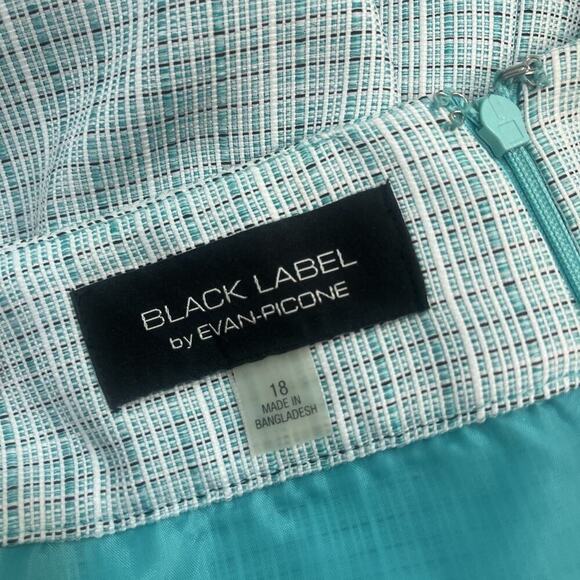 BLACK LABEL
by EVAN-PICONE
18
MADE IN
BANGLADESH